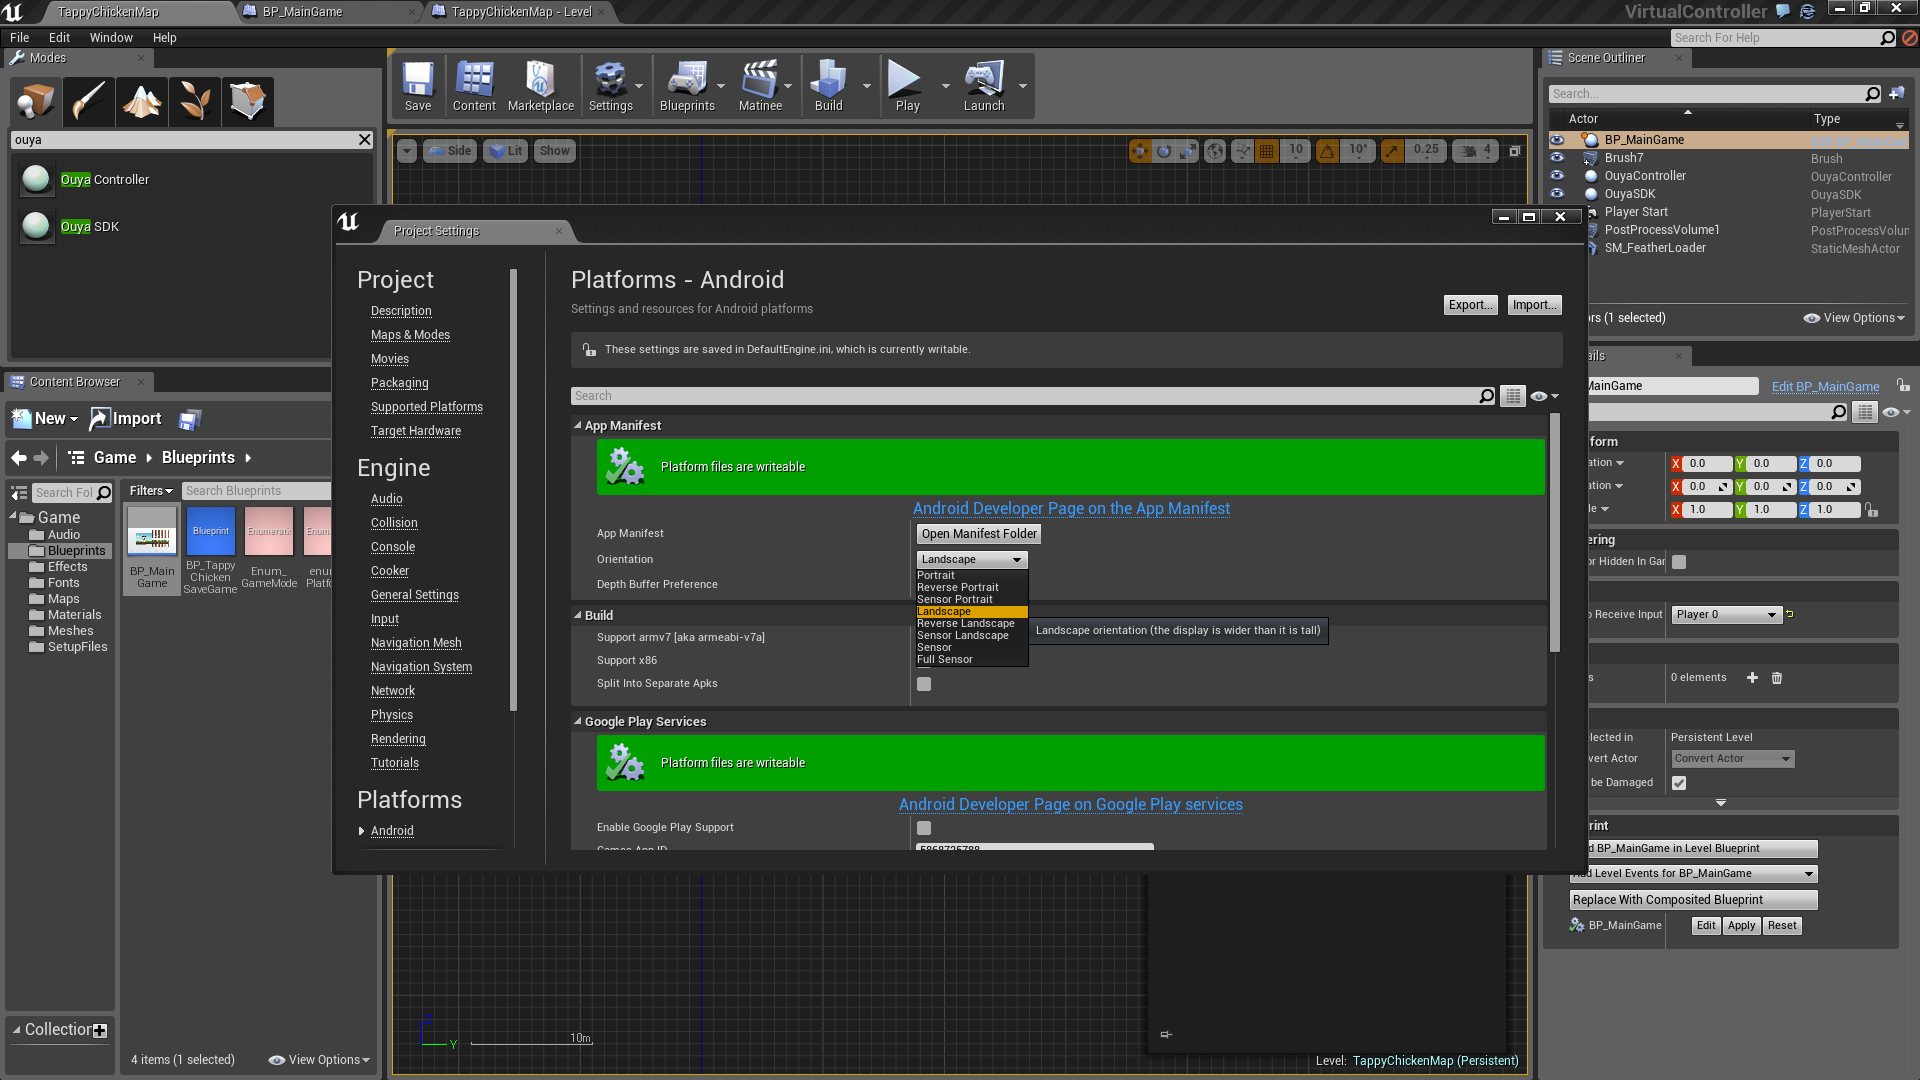 TappyChickenMap
BP_MainGame
TappyChickenMap - Level
VirtualController
File
Edit
Window
Help
Search For Help
Modes
ouya
Ouya Controller
Ouya SDK
Save
Content
Marketplace
Settings
Blueprints
Matinee
Build
Play
Launch
Side
Lit
Show
10
10°
0.25
4
Scene Outliner
Search...
Actor
Type
BP_MainGame
Brush7
Brush
OuyaController
OuyaController
OuyaSDK
OuyaSDK
Player Start
PlayerStart
PostProcessVolume1
PostProcessVolun
SM_FeatherLoader
StaticMeshActor
ors (1 selected)
View Options
Project Settings
Project
Description
Maps & Modes
Movies
Packaging
Supported Platforms
Target Hardware
Engine
Audio
Collision
Console
Cooker
General Settings
Input
Navigation Mesh
Navigation System
Network
Physics
Rendering
Tutorials
Platforms
Android
Platforms - Android
Settings and resources for Android platforms
Export...
Import...
These settings are saved in DefaultEngine.ini, which is currently writable.
Search
App Manifest
Platform files are writeable
Android Developer Page on the App Manifest
App Manifest
Open Manifest Folder
Orientation
Landscape
Depth Buffer Preference
Portrait
Reverse Portrait
Sensor Portrait
Landscape
Reverse Landscape
Sensor Landscape
Sensor
Full Sensor
Landscape orientation (the display is wider than it is tall)
Build
Support armv7 [aka armeabi-v7a]
Support x86
Split Into Separate Apks
Google Play Services
Platform files are writeable
Android Developer Page on Google Play services
Enable Google Play Support
Games App ID
5868725788
Content Browser
New
Import
Game
Blueprints
Search Fol
Filters
Search Blueprints
Game
Audio
Blueprints
Effects
Fonts
Maps
Materials
Meshes
SetupFiles
Blueprint
Enumeratic
Enum
BP_Main
Game
BP_Tappy
Chicken
SaveGame
Enum_
GameMode
enum
Platf
Collection
4 items (1 selected)
View Options
10m
Y
Level: TappyChickenMap (Persistent)
ails
MainGame
Edit BP_MainGame
form
ation
X 0.0
Y 0.0
Z 0.0
ation
X 0.0
Y 0.0
Z 0.0
le
X 1.0
Y 1.0
Z 1.0
ering
or Hidden In Gar
o Receive Input
Player 0
s
0 elements
elected in
Persistent Level
vert Actor
Convert Actor
be Damaged
rint
d BP_MainGame in Level Blueprint
Add Level Events for BP_MainGame
Replace With Composited Blueprint
BP_MainGame
Edit
Apply
Reset